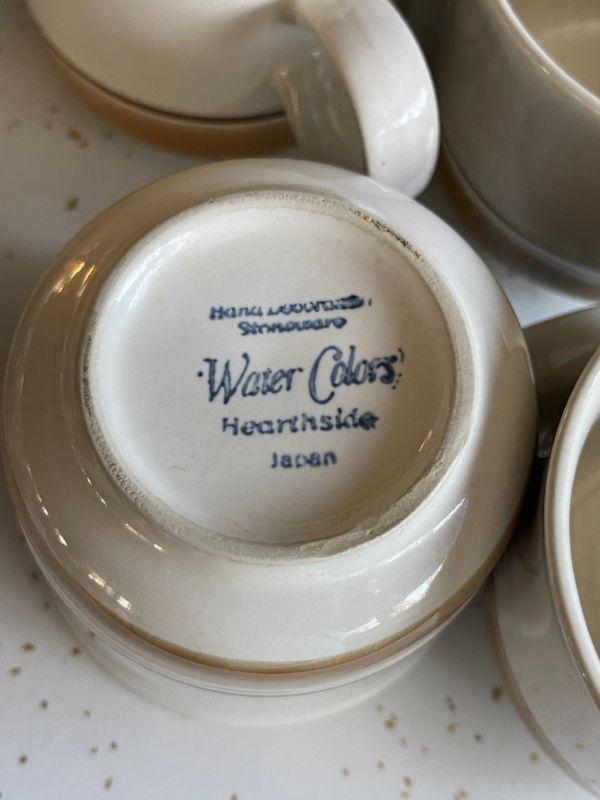 Hand Decorated
Stoneware
Water Colors
Hearthside
Japan